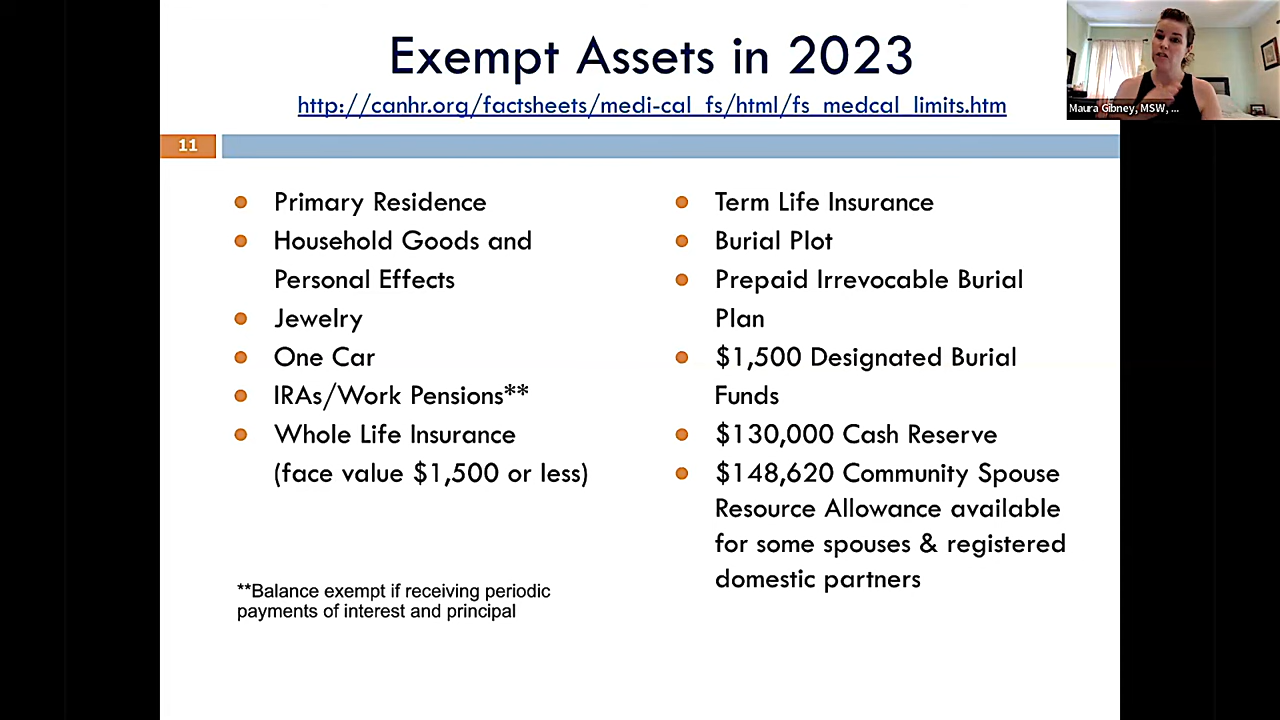 Exempt Assets in 2023
http://canhr.org/factsheets/medi-cal_fs/html/fs_medcal_limits.htm
Maura Gibney, MSW, ...
11
Primary Residence
Household Goods and
Personal Effects
Jewelry
One Car
IRAs/Work Pensions**
Whole Life Insurance
(face value $1,500 or less)
**Balance exempt if receiving periodic
payments of interest and principal
Term Life Insurance
Burial Plot
Prepaid Irrevocable Burial
Plan
$1,500 Designated Burial
Funds
$130,000 Cash Reserve
$148,620 Community Spouse
Resource Allowance available
for some spouses & registered
domestic partners